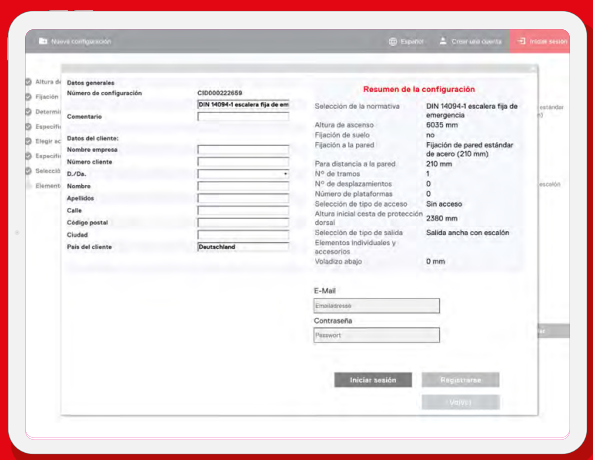 Nueva configuración
Español
Crear una cuenta
Iniciar sesión
Altura de
Fijación
Determi
Especific
Elegir ac
Especific
Selecció
Element
estándar
escalón
Datos generales
Número de configuración
CID000222659
DIN 14094-1 escalera fija de em
Comentario
Datos del cliente:
Nombre empresa
Número cliente
D./Da.
Nombre
Apellidos
Calle
Código postal
Ciudad
País del cliente
Deutschland
Resumen de la configuración
Selección de la normativa
DIN 14094-1 escalera fija de emergencia
Altura de ascenso
6035 mm
Fijación de suelo
no
Fijación a la pared
Fijación de pared estándar de acero (210 mm)
Para distancia a la pared
210 mm
Nº de tramos
1
Nº de desplazamientos
0
Número de plataformas
0
Selección de tipo de acceso
Sin acceso
Altura inicial cesta de protección dorsal
2380 mm
Selección de tipo de salida
Salida ancha con escalón
Elementos individuales y accesorios
Voladizo abajo
0 mm
E-Mail
Emailadresse
Contraseña
Passwort
Iniciar sesión
Registrarse